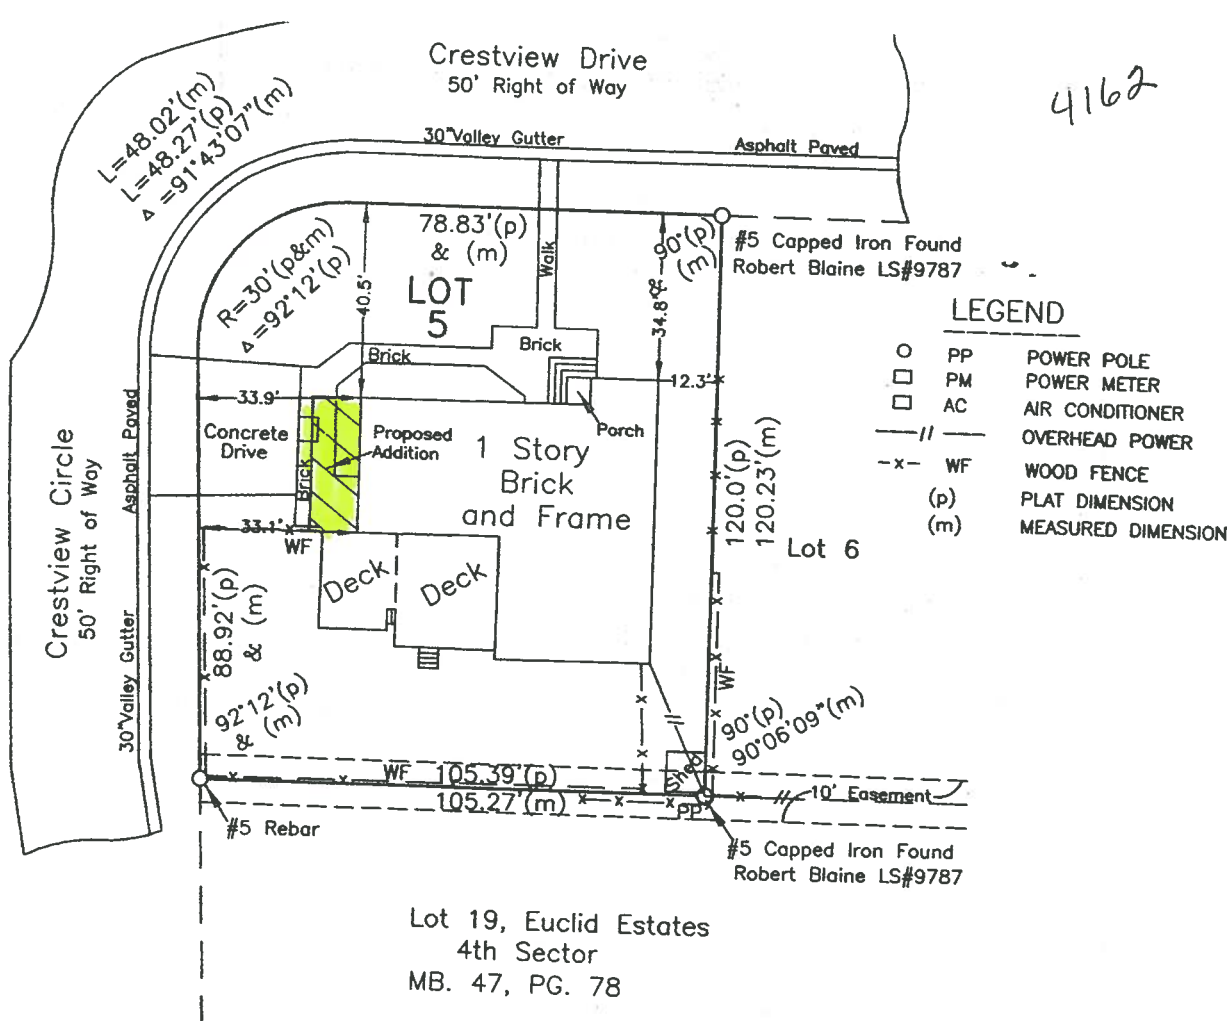 Crestview Drive
50' Right of Way
4162
L=48.02'(m)
L=48.27'(p)
Δ=91°43'07"(m)
30"Valley Gutter
Asphalt Paved
R=30'(p&m)
Δ=92°12'(p)
78.83'(p)
& (m)
40.5'
LOT
5
Walk
34.8'
90°(p)
& (m)
#5 Capped Iron Found
Robert Blaine LS#9787
LEGEND
PP POWER POLE
PM POWER METER
AC AIR CONDITIONER
// OVERHEAD POWER
-x- WF WOOD FENCE
(p) PLAT DIMENSION
(m) MEASURED DIMENSION
Brick
Brick
12.3'
33.9'
Concrete
Drive
Brick
Proposed
Addition
Porch
1 Story
Brick
and Frame
120.0'(p)
120.23'(m)
Lot 6
Asphalt Paved
Crestview Circle
50' Right of Way
33.1'
WF
Deck
Deck
88.92'(p)
& (m)
30"Valley Gutter
92°12'(p)
& (m)
WF
90°(p)
90°06'09"(m)
Shed
WF
105.39'(p)
105.27'(m)
PP
10' Easement
#5 Rebar
#5 Capped Iron Found
Robert Blaine LS#9787
Lot 19, Euclid Estates
4th Sector
MB. 47, PG. 78